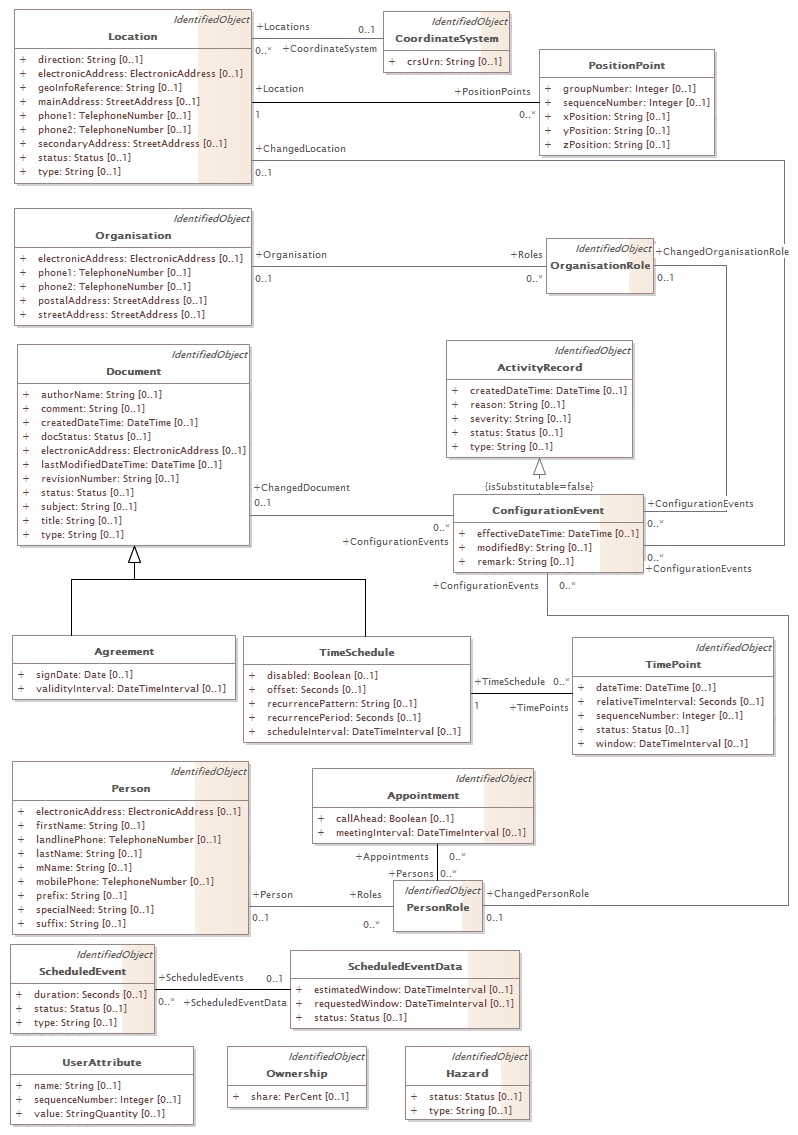 IdentifiedObject
Location
+ direction: String [0..1]
+ electronicAddress: ElectronicAddress [0..1]
+ geoInfoReference: String [0..1]
+ mainAddress: StreetAddress [0..1]
+ phone1: TelephoneNumber [0..1]
+ phone2: TelephoneNumber [0..1]
+ secondaryAddress: StreetAddress [0..1]
+ status: Status [0..1]
+ type: String [0..1]
+Locations 0..1
0..* +CoordinateSystem
IdentifiedObject
CoordinateSystem
+ crsUrn: String [0..1]
+Location +PositionPoints
1 0..*
PositionPoint
+ groupNumber: Integer [0..1]
+ sequenceNumber: Integer [0..1]
+ xPosition: String [0..1]
+ yPosition: String [0..1]
+ zPosition: String [0..1]
+ChangedLocation
0..1
IdentifiedObject
Organisation
+ electronicAddress: ElectronicAddress [0..1]
+ phone1: TelephoneNumber [0..1]
+ phone2: TelephoneNumber [0..1]
+ postalAddress: StreetAddress [0..1]
+ streetAddress: StreetAddress [0..1]
+Organisation +Roles
0..1 0..*
IdentifiedObject
OrganisationRole
+ChangedOrganisationRole
0..1
IdentifiedObject
Document
+ authorName: String [0..1]
+ comment: String [0..1]
+ createdDateTime: DateTime [0..1]
+ docStatus: Status [0..1]
+ electronicAddress: ElectronicAddress [0..1]
+ lastModifiedDateTime: DateTime [0..1]
+ revisionNumber: String [0..1]
+ status: Status [0..1]
+ subject: String [0..1]
+ title: String [0..1]
+ type: String [0..1]
IdentifiedObject
ActivityRecord
+ createdDateTime: DateTime [0..1]
+ reason: String [0..1]
+ severity: String [0..1]
+ status: Status [0..1]
+ type: String [0..1]
{isSubstitutable=false}
+ChangedDocument
0..1
0..*
+ConfigurationEvents
ConfigurationEvent
+ effectiveDateTime: DateTime [0..1]
+ modifiedBy: String [0..1]
+ remark: String [0..1]
+ConfigurationEvents
0..*
0..*
+ConfigurationEvents
+ConfigurationEvents 0..*
Agreement
+ signDate: Date [0..1]
+ validityInterval: DateTimeInterval [0..1]
TimeSchedule
+ disabled: Boolean [0..1]
+ offset: Seconds [0..1]
+ recurrencePattern: String [0..1]
+ recurrencePeriod: Seconds [0..1]
+ scheduleInterval: DateTimeInterval [0..1]
+TimeSchedule 0..*
1 +TimePoints
IdentifiedObject
TimePoint
+ dateTime: DateTime [0..1]
+ relativeTimeInterval: Seconds [0..1]
+ sequenceNumber: Integer [0..1]
+ status: Status [0..1]
+ window: DateTimeInterval [0..1]
IdentifiedObject
Person
+ electronicAddress: ElectronicAddress [0..1]
+ firstName: String [0..1]
+ landlinePhone: TelephoneNumber [0..1]
+ lastName: String [0..1]
+ mName: String [0..1]
+ mobilePhone: TelephoneNumber [0..1]
+ prefix: String [0..1]
+ specialNeed: String [0..1]
+ suffix: String [0..1]
IdentifiedObject
Appointment
+ callAhead: Boolean [0..1]
+ meetingInterval: DateTimeInterval [0..1]
+Appointments 0..*
+Persons 0..*
+Person +Roles
0..1 0..*
IdentifiedObject
PersonRole
+ChangedPersonRole
0..1
IdentifiedObject
ScheduledEvent
+ duration: Seconds [0..1]
+ status: Status [0..1]
+ type: String [0..1]
+ScheduledEvents 0..1
0..* +ScheduledEventData
ScheduledEventData
+ estimatedWindow: DateTimeInterval [0..1]
+ requestedWindow: DateTimeInterval [0..1]
+ status: Status [0..1]
UserAttribute
+ name: String [0..1]
+ sequenceNumber: Integer [0..1]
+ value: StringQuantity [0..1]
IdentifiedObject
Ownership
+ share: PerCent [0..1]
IdentifiedObject
Hazard
+ status: Status [0..1]
+ type: String [0..1]